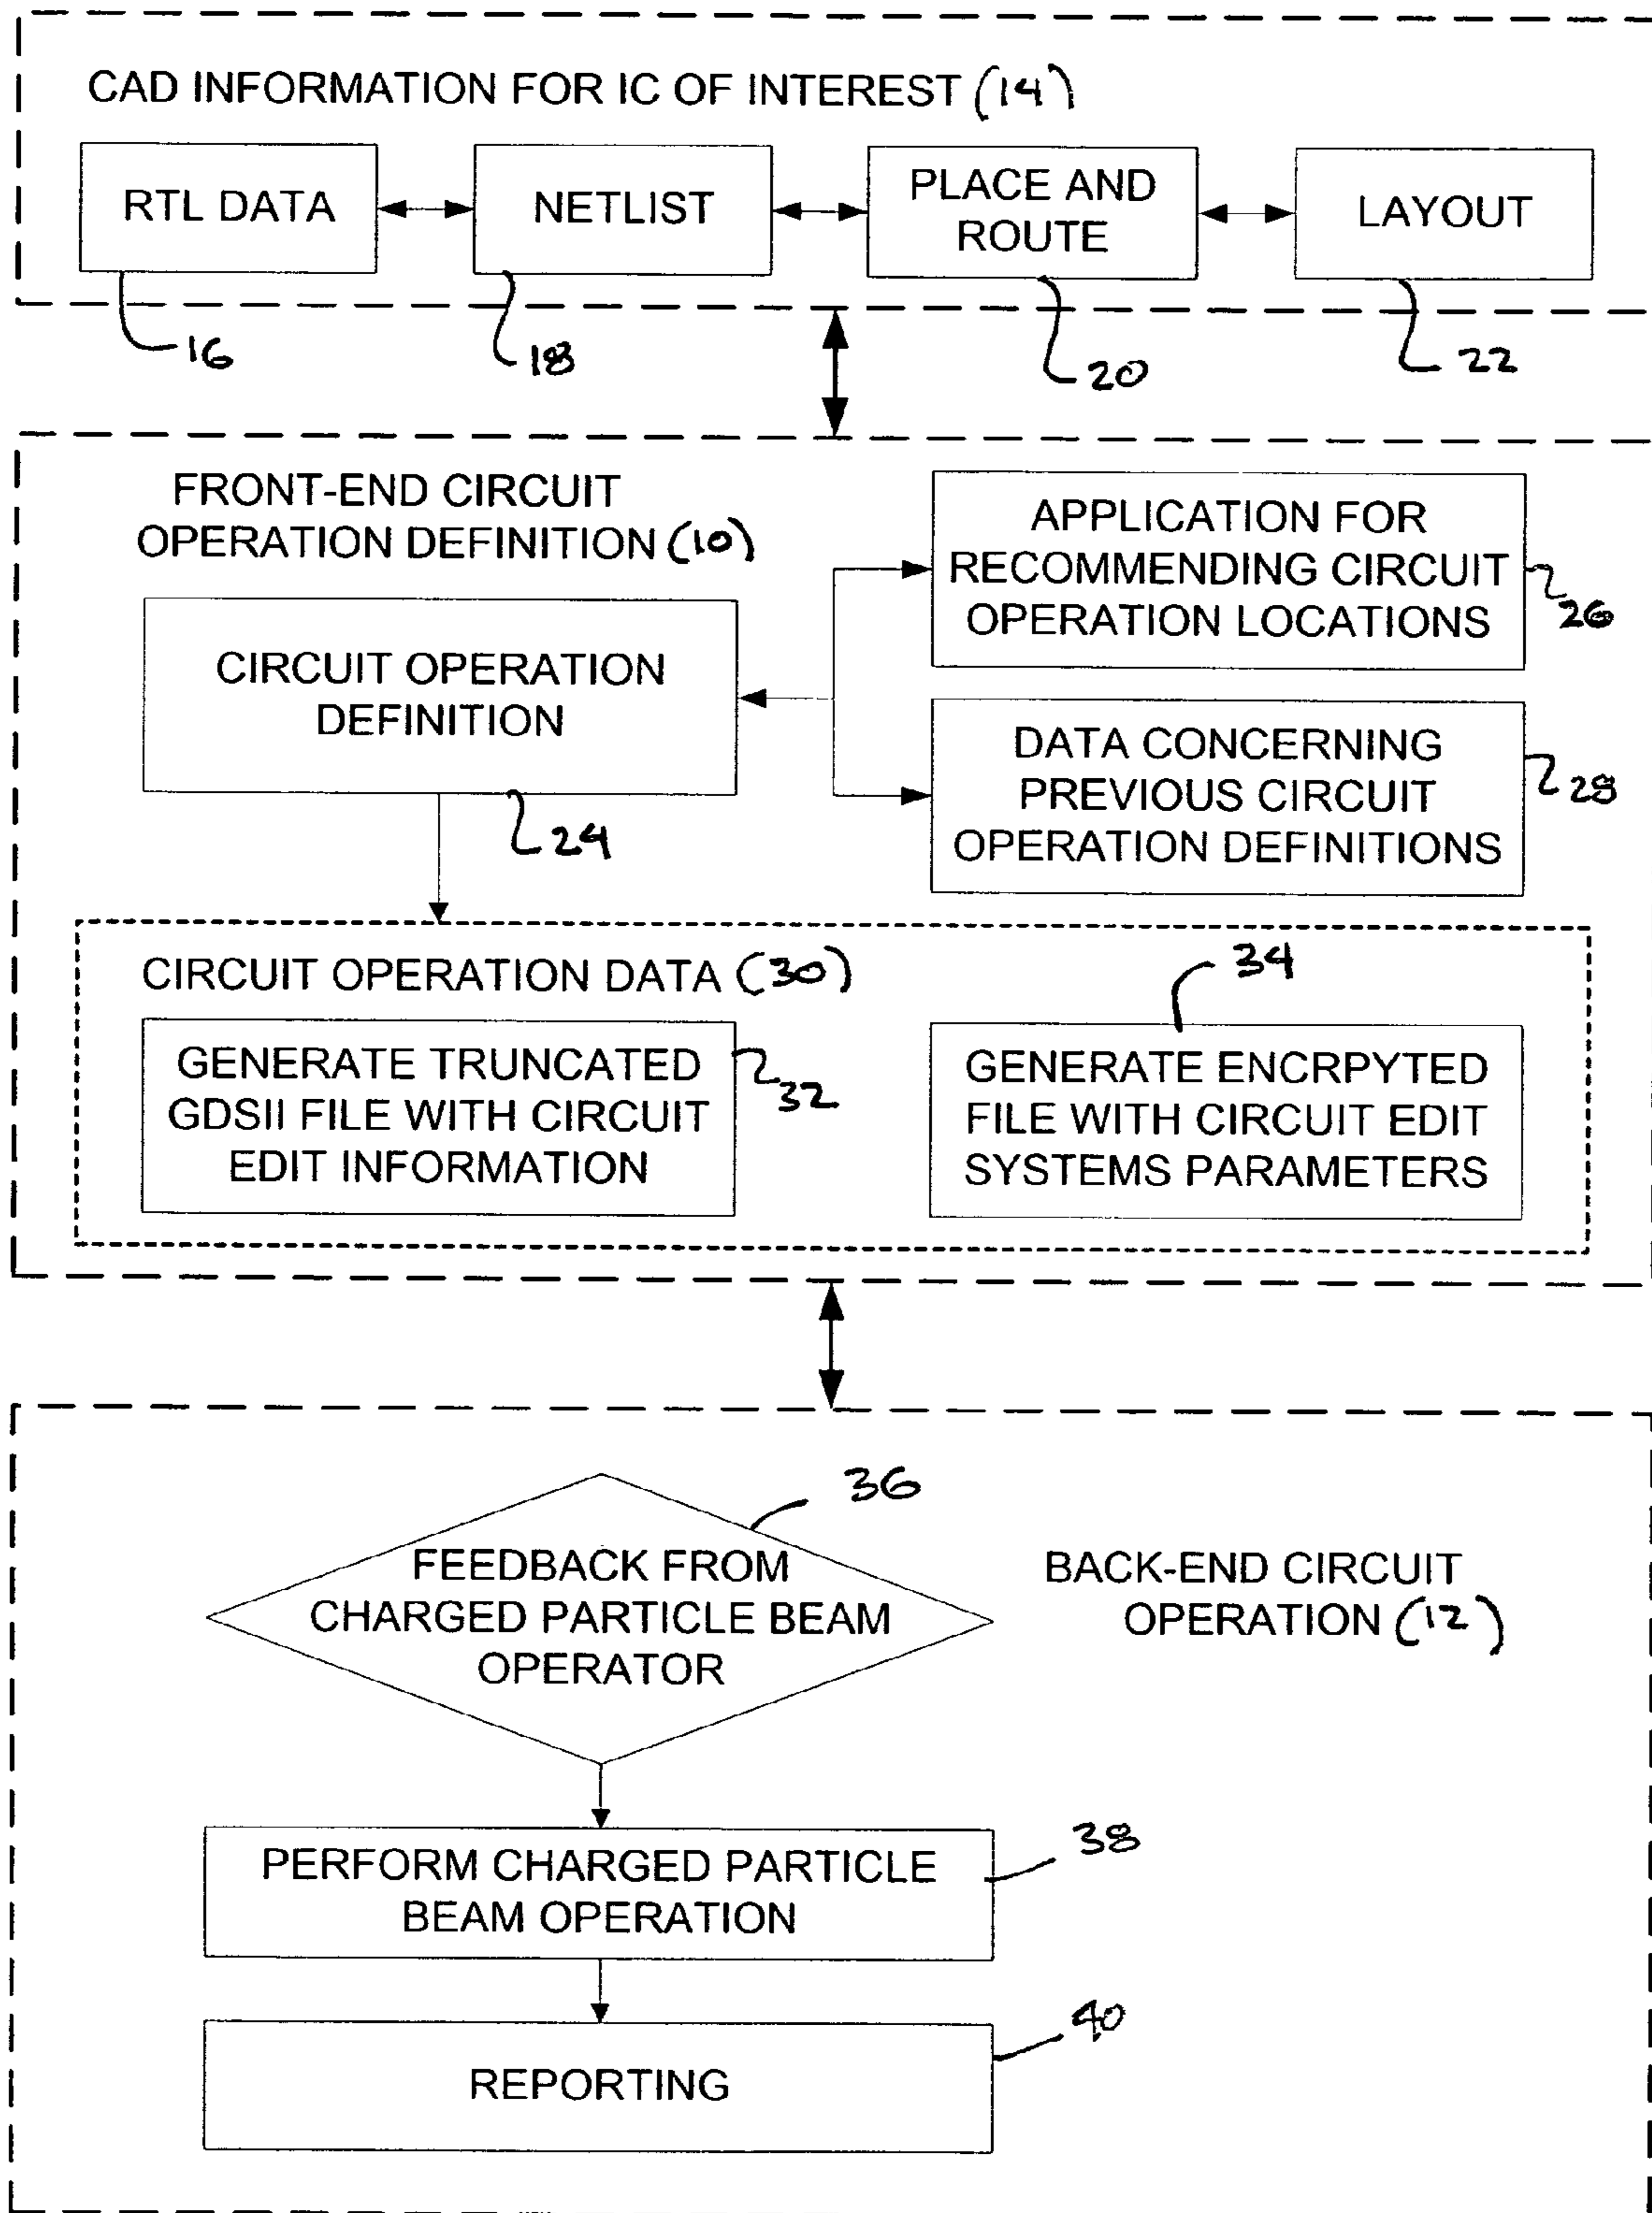 CAD INFORMATION FOR IC OF INTEREST (14)
RTL DATA
NETLIST
PLACE AND
ROUTE
LAYOUT
16
18
20
22
FRONT-END CIRCUIT
OPERATION DEFINITION (10)
APPLICATION FOR
RECOMMENDING CIRCUIT
OPERATION LOCATIONS
26
CIRCUIT OPERATION
DEFINITION
24
DATA CONCERNING
PREVIOUS CIRCUIT
OPERATION DEFINITIONS
28
CIRCUIT OPERATION DATA (30)
34
GENERATE TRUNCATED
GDSII FILE WITH CIRCUIT
EDIT INFORMATION
32
GENERATE ENCRPYTED
FILE WITH CIRCUIT EDIT
SYSTEMS PARAMETERS
36
FEEDBACK FROM
CHARGED PARTICLE BEAM
OPERATOR
BACK-END CIRCUIT
OPERATION (12)
PERFORM CHARGED PARTICLE
BEAM OPERATION
38
REPORTING
40